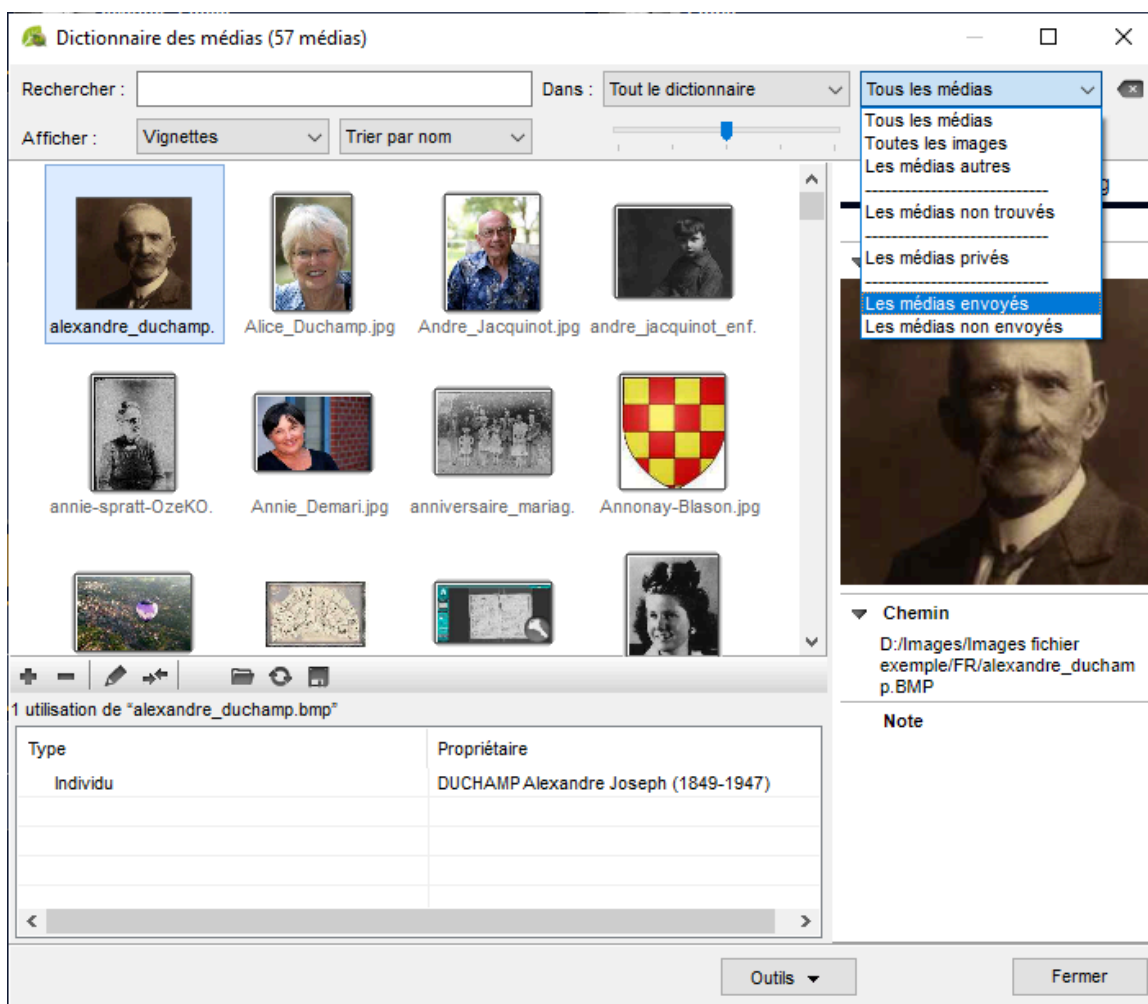 Dictionnaire des médias (57 médias)
Rechercher :
Dans :
Tout le dictionnaire
Tous les médias
Afficher :
Vignettes
Trier par nom
Tous les médias
Toutes les images
Les médias autres
----------------------------
Les médias non trouvés
----------------------------
Les médias privés
----------------------------
Les médias envoyés
Les médias non envoyés
alexandre_duchamp.
Alice_Duchamp.jpg
Andre_Jacquinot.jpg
andre_jacquinot_enf.
annie-spratt-OzeKO.
Annie_Demari.jpg
anniversaire_mariag.
Annonay-Blason.jpg
Chemin
D:/Images/Images fichier
exemple/FR/alexandre_ducham
p.BMP
Note
1 utilisation de “alexandre_duchamp.bmp”
Type
Propriétaire
Individu
DUCHAMP Alexandre Joseph (1849-1947)
Outils
Fermer